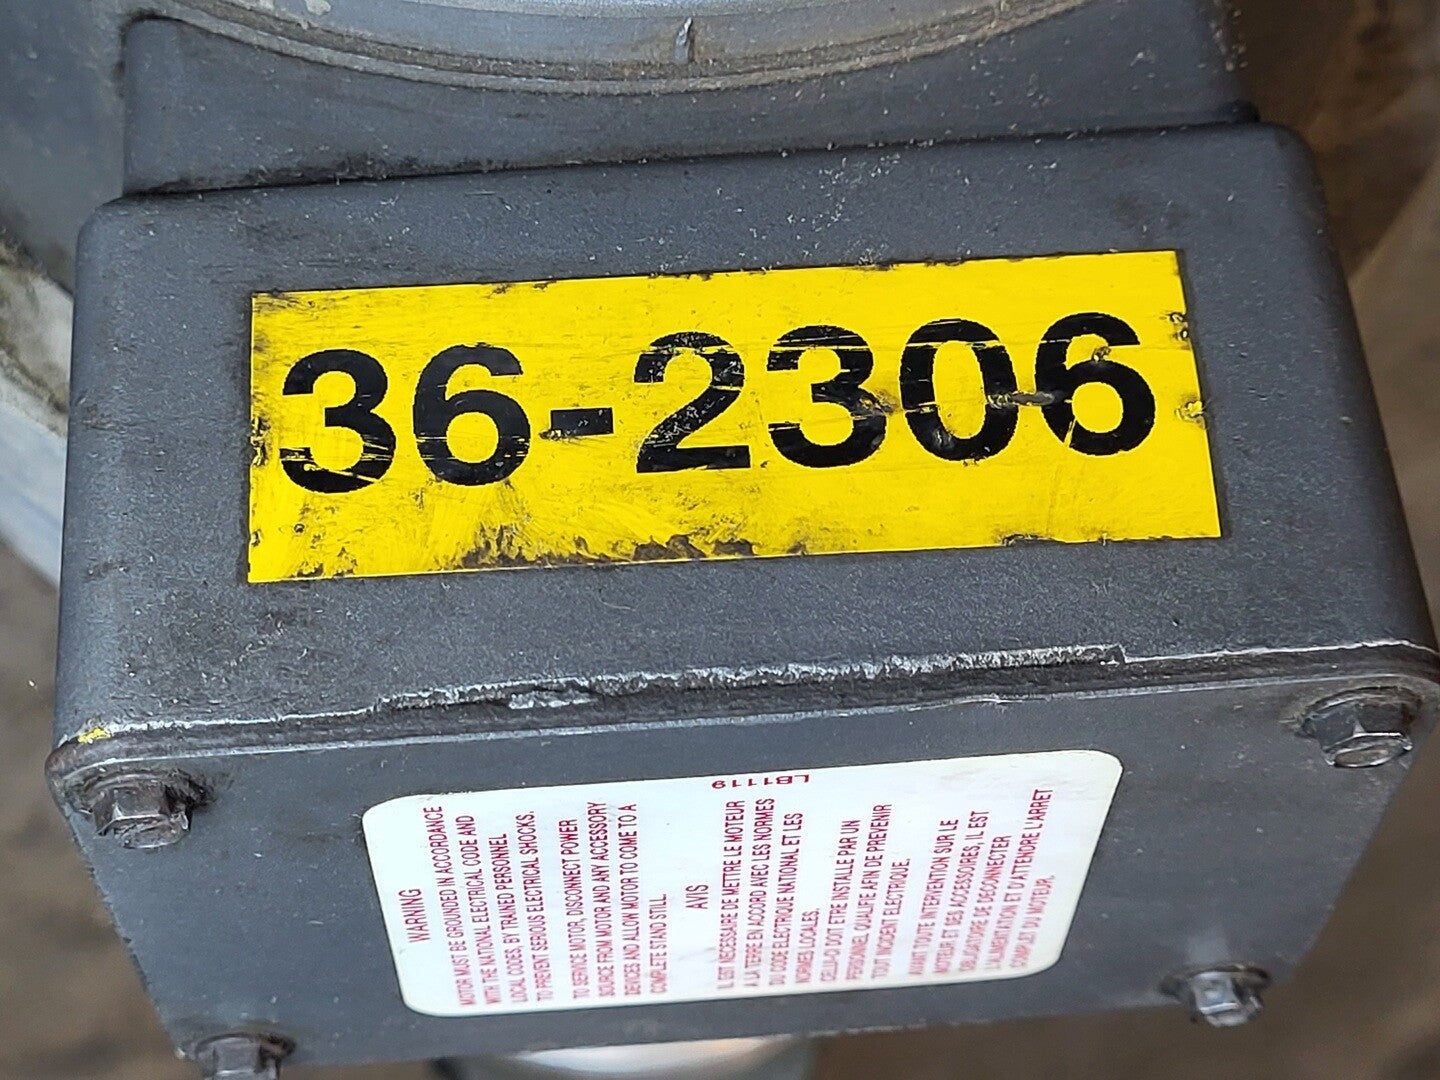 36-2306
LB1119
WARNING
MOTOR MUST BE GROUNDED IN ACCORDANCE
WITH THE NATIONAL ELECTRICAL CODE AND
LOCAL CODES, BY TRAINED PERSONNEL
TO PREVENT SERIOUS ELECTRICAL SHOCKS.
TO SERVICE MOTOR, DISCONNECT POWER
SOURCE FROM MOTOR AND ANY ACCESSORY
DEVICES AND ALLOW MOTOR TO COME TO A
COMPLETE STAND STILL.
AVIS
IL EST NECESSAIRE DE METTRE LE MOTEUR
A LA TERRE EN ACCORD AVEC LES NORMES
DU CODE ELECTRIQUE NATIONAL ET LES
NORMES LOCALES.
CELUI-CI DOIT ETRE INSTALLE PAR UN
PERSONNEL QUALIFIE AFIN DE PREVENIR
TOUT INCIDENT ELECTRIQUE.
AVANT TOUTE INTERVENTION SUR LE
MOTEUR ET DES ACCESSOIRES, IL EST
OBLIGATOIRE DE DECONNECTER
L'ALIMENTATION ET D'ATTENDRE L'ARRET
COMPLET DU MOTEUR.